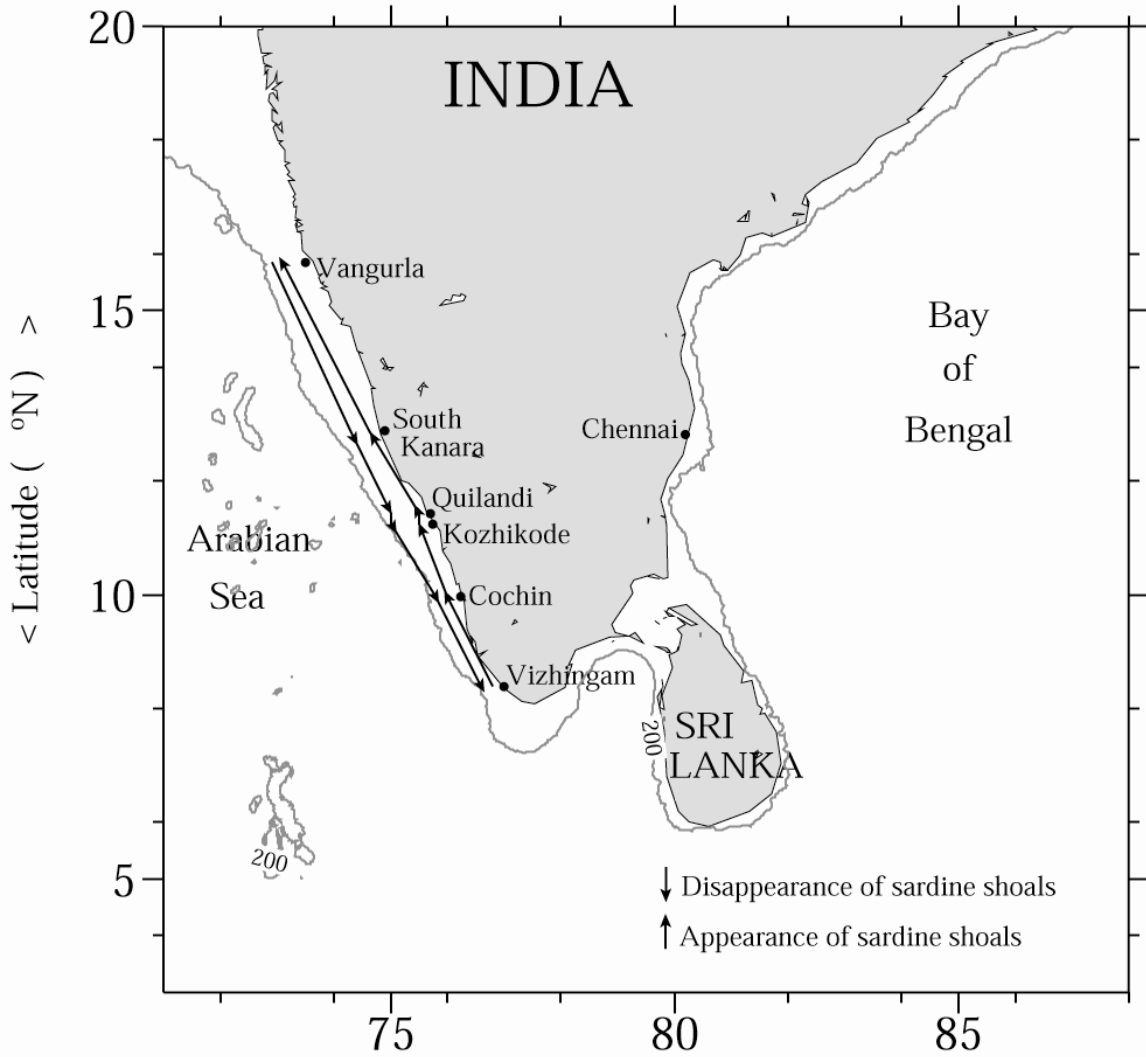 20
INDIA
Vangurla
15
Bay
of
Bengal
South
Kanara
Chennai
Quilandi
Kozhikode
Arabian
Sea
10
Cochin
Vizhingam
< Latitude ( ºN) >
SRI
LANKA
200
200
5
Disappearance of sardine shoals
Appearance of sardine shoals
75
80
85